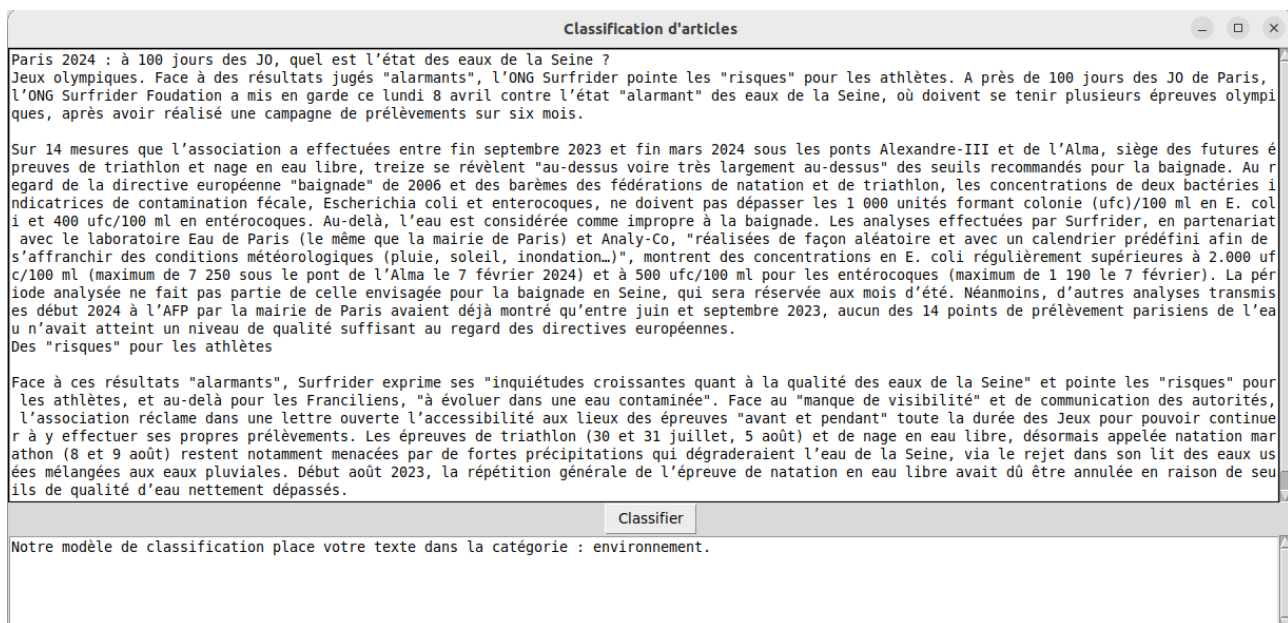 Classification d'articles
Paris 2024 : à 100 jours des JO, quel est l’état des eaux de la Seine ?
Jeux olympiques. Face à des résultats jugés "alarmants", l’ONG Surfrider pointe les "risques" pour les athlètes. A près de 100 jours des JO de Paris,
l’ONG Surfrider Foudation a mis en garde ce lundi 8 avril contre l’état "alarmant" des eaux de la Seine, où doivent se tenir plusieurs épreuves olympi
ques, après avoir réalisé une campagne de prélèvements sur six mois.
Sur 14 mesures que l’association a effectuées entre fin septembre 2023 et fin mars 2024 sous les ponts Alexandre-III et de l’Alma, siège des futures é
preuves de triathlon et nage en eau libre, treize se révèlent "au-dessus voire très largement au-dessus" des seuils recommandés pour la baignade. Au r
egard de la directive européenne "baignade" de 2006 et des barèmes des fédérations de natation et de triathlon, les concentrations de deux bactéries i
ndicatrices de contamination fécale, Escherichia coli et enterocoques, ne doivent pas dépasser les 1 000 unités formant colonie (ufc)/100 ml en E. col
i et 400 ufc/100 ml en entérocoques. Au-delà, l’eau est considérée comme impropre à la baignade. Les analyses effectuées par Surfrider, en partenariat
avec le laboratoire Eau de Paris (le même que la mairie de Paris) et Analy-Co, "réalisées de façon aléatoire et avec un calendrier prédéfini afin de
s’affranchir des conditions météorologiques (pluie, soleil, inondation…)", montrent des concentrations en E. coli régulièrement supérieures à 2.000 uf
c/100 ml (maximum de 7 250 sous le pont de l’Alma le 7 février 2024) et à 500 ufc/100 ml pour les entérocoques (maximum de 1 190 le 7 février). La pér
iode analysée ne fait pas partie de celle envisagée pour la baignade en Seine, qui sera réservée aux mois d’été. Néanmoins, d’autres analyses transmis
es début 2024 à l’AFP par la mairie de Paris avaient déjà montré qu’entre juin et septembre 2023, aucun des 14 points de prélèvement parisiens de l’ea
u n’avait atteint un niveau de qualité suffisant au regard des directives européennes.
Des "risques" pour les athlètes
Face à ces résultats "alarmants", Surfrider exprime ses "inquiétudes croissantes quant à la qualité des eaux de la Seine" et pointe les "risques" pour
les athlètes, et au-delà pour les Franciliens, "à évoluer dans une eau contaminée". Face au "manque de visibilité" et de communication des autorités,
l’association réclame dans une lettre ouverte l’accessibilité aux lieux des épreuves "avant et pendant" toute la durée des Jeux pour pouvoir continue
r à y effectuer ses propres prélèvements. Les épreuves de triathlon (30 et 31 juillet, 5 août) et de nage en eau libre, désormais appelée natation mar
athon (8 et 9 août) restent notamment menacées par de fortes précipitations qui dégraderaient l’eau de la Seine, via le rejet dans son lit des eaux us
ées mélangées aux eaux pluviales. Début août 2023, la répétition générale de l’épreuve de natation en eau libre avait dû être annulée en raison de seu
ils de qualité d’eau nettement dépassés.
Classifier
Notre modèle de classification place votre texte dans la catégorie : environnement.